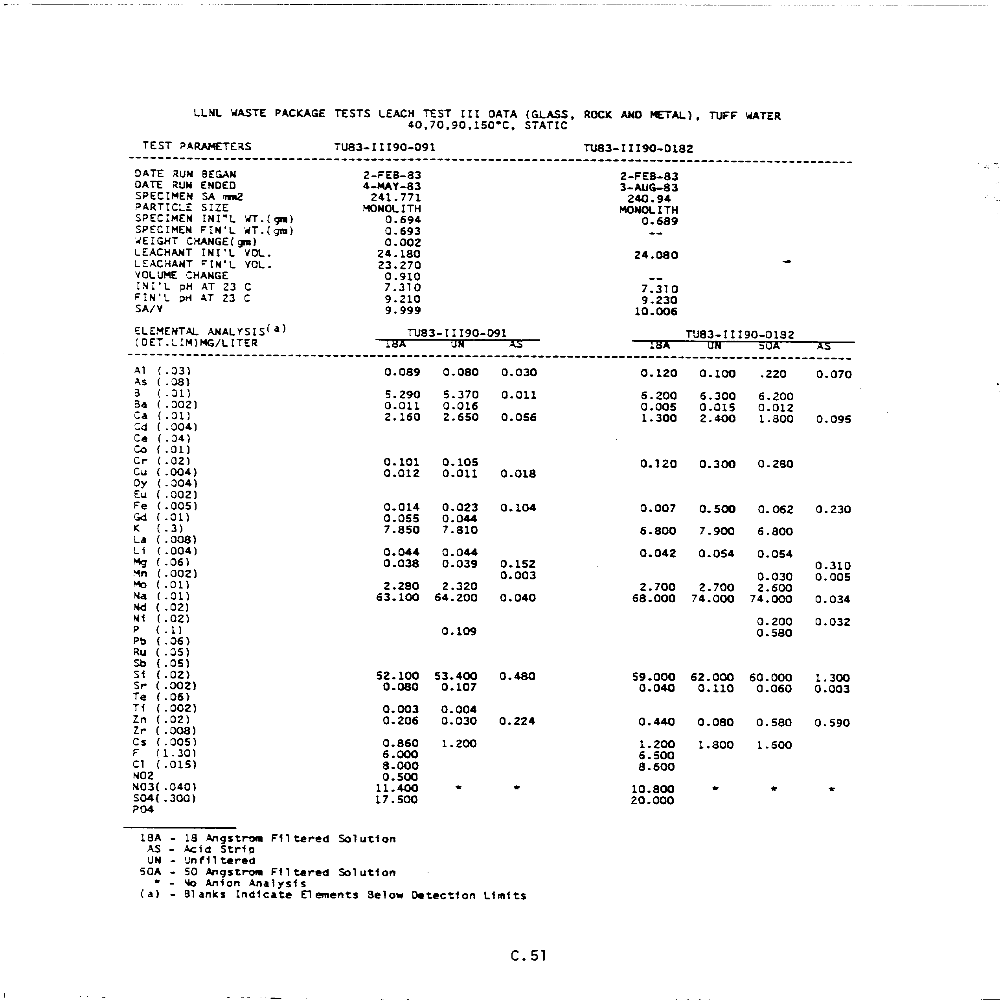 LLNL WASTE PACKAGE TESTS LEACH TEST III DATA (GLASS, ROCK AND METAL), TUFF WATER
40,70,90,150°C, STATIC
TEST PARAMETERS TU83-III90-091 TU83-III90-0182
DATE RUN BEGAN 2-FEB-83 2-FEB-83
DATE RUN ENDED 4-MAY-83 3-AUG-83
SPECIMEN SA mm2 241.771 240.94
PARTICLE SIZE MONOLITH MONOLITH
SPECIMEN INI'L WT.(gm) 0.694 0.689
SPECIMEN FIN'L WT.(gm) 0.693 --
WEIGHT CHANGE(gm) 0.002
LEACHANT INI'L VOL. 24.180 24.080
LEACHANT FIN'L VOL. 23.270
VOLUME CHANGE 0.910 --
INI'L pH AT 23 C 7.310 7.310
FIN'L pH AT 23 C 9.210 9.230
SA/V 9.999 10.006
ELEMENTAL ANALYSIS(a) TU83-III90-091 TU83-III90-0182
(DET.LIM)MG/LITER 18A UN AS 18A UN 50A AS
Al (.03) 0.089 0.080 0.030 0.120 0.100 .220 0.070
As (.08)
B (.01) 5.290 5.370 0.011 6.200 6.300 6.200
Ba (.002) 0.011 0.016 0.005 0.015 0.012
Ca (.01) 2.160 2.650 0.056 1.300 2.400 1.800 0.095
Cd (.004)
Ce (.04)
Co (.01)
Cr (.02) 0.101 0.105 0.120 0.300 0.280
Cu (.004) 0.012 0.011 0.018
Dy (.004)
Eu (.002)
Fe (.005) 0.014 0.023 0.104 0.007 0.500 0.062 0.230
Gd (.01) 0.055 0.044
K (.3) 7.850 7.810 6.800 7.900 6.800
La (.008)
Li (.004) 0.044 0.044 0.042 0.054 0.054
Mg (.06) 0.038 0.039 0.152 0.310
Mn (.002) 0.003 0.030 0.005
Mo (.01) 2.280 2.320 2.700 2.700 2.600
Na (.01) 63.100 64.200 0.040 68.000 74.000 74.000 0.034
Nd (.02)
Ni (.02) 0.200 0.032
P (.1) 0.109 0.580
Pb (.06)
Ru (.05)
Sb (.05)
Si (.02) 52.100 53.400 0.480 59.000 62.000 60.000 1.300
Sr (.002) 0.080 0.107 0.040 0.110 0.060 0.003
Te (.06)
Ti (.002) 0.003 0.004
Zn (.02) 0.206 0.030 0.224 0.440 0.080 0.580 0.590
Zr (.008)
Cs (.005) 0.860 1.200 1.200 1.800 1.500
F (1.30) 6.000 6.500
Cl (.015) 8.000 8.600
NO2 0.500
NO3(.040) 11.400 * * 10.800 * * *
SO4(.300) 17.500 20.000
PO4
18A - 18 Angstrom Filtered Solution
AS - Acid Strip
UN - Unfiltered
50A - 50 Angstrom Filtered Solution
* - No Anion Analysis
(a) - Blanks Indicate Elements Below Detection Limits
C.51